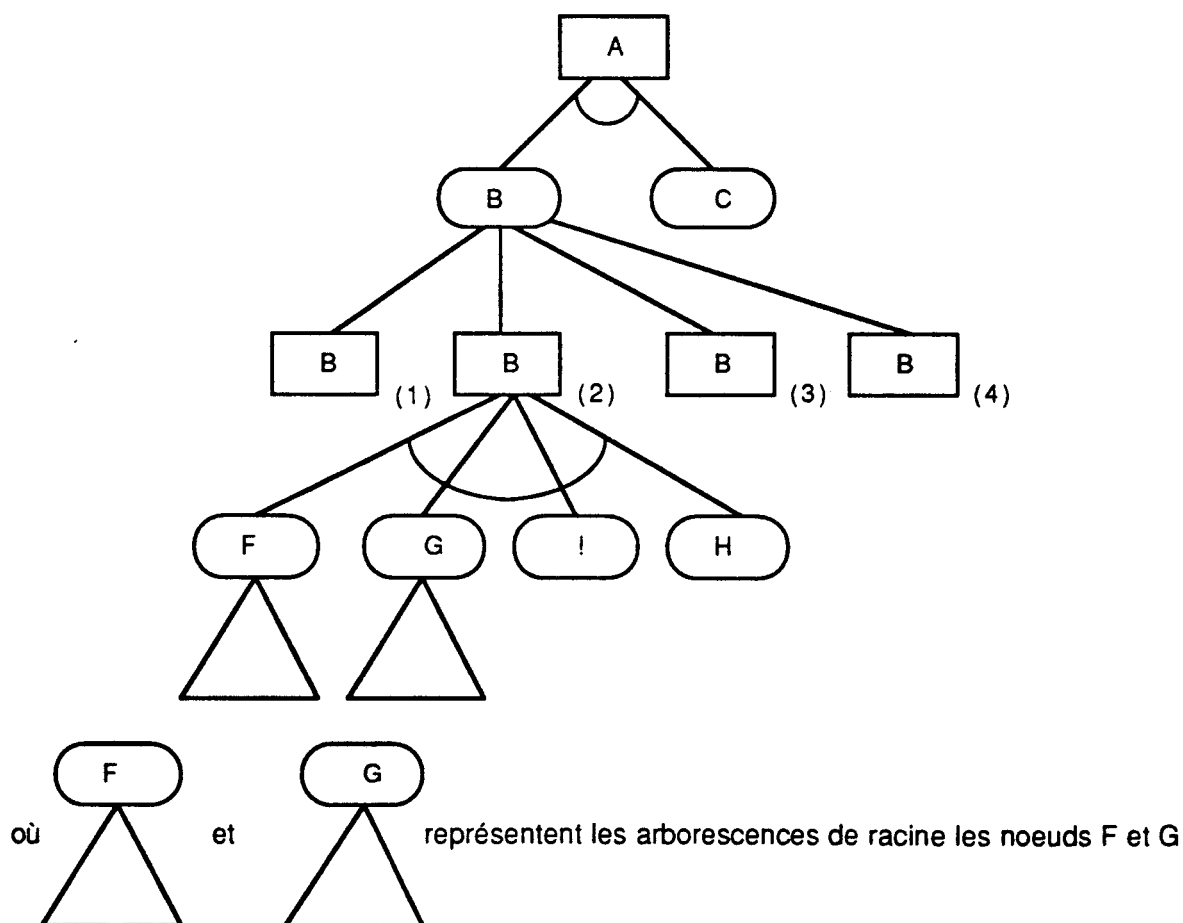 A
B C
B (1) B (2) B (3) B (4)
F G ! H
F G
où et représentent les arborescences de racine les noeuds F et G